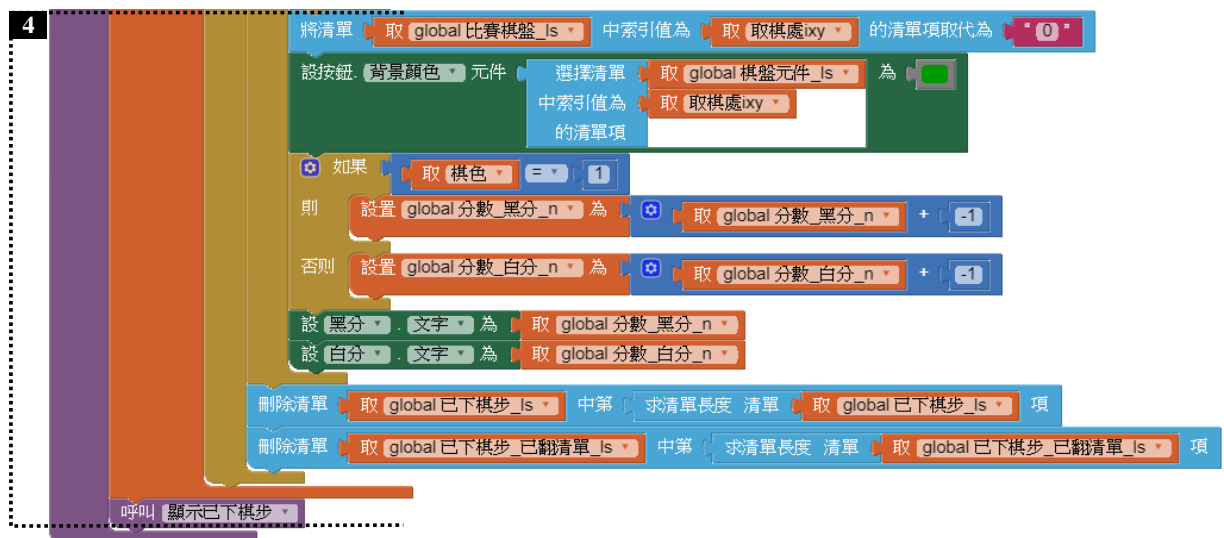 4
將清單 取 global 比賽棋盤_ls 中索引值為 取 取棋處ixy 的清單項取代為 " 0 "
設按鈕. 背景顏色 元件 選擇清單 取 global 棋盤元件_ls 為
中索引值為 取 取棋處ixy
的清單項
如果 取 棋色 = 1
則 設置 global 分數_黑分_n 為 取 global 分數_黑分_n + -1
否則 設置 global 分數_白分_n 為 取 global 分數_白分_n + -1
設 黑分 . 文字 為 取 global 分數_黑分_n
設 白分 . 文字 為 取 global 分數_白分_n
刪除清單 取 global 已下棋步_ls 中第 求清單長度 清單 取 global 已下棋步_ls 項
刪除清單 取 global 已下棋步_已翻清單_ls 中第 求清單長度 清單 取 global 已下棋步_已翻清單_ls 項
呼叫 顯示已下棋步